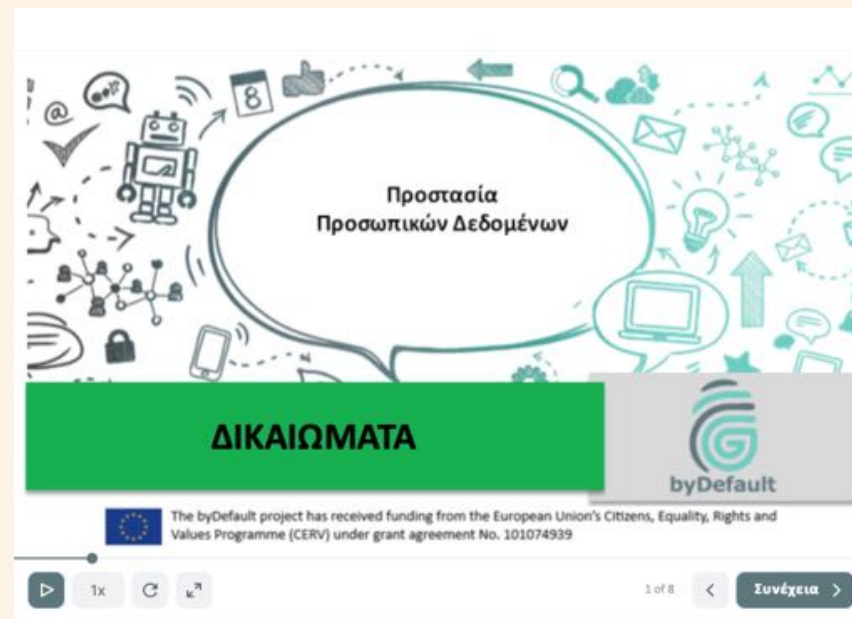 @
8
Προστασία
Προσωπικών Δεδομένων
ΔΙΚΑΙΩΜΑΤΑ
byDefault
The byDefault project has received funding from the European Union's Citizens, Equality, Rights and
Values Programme (CERV) under grant agreement No. 101074939
1x
1 of 8
Συνέχεια